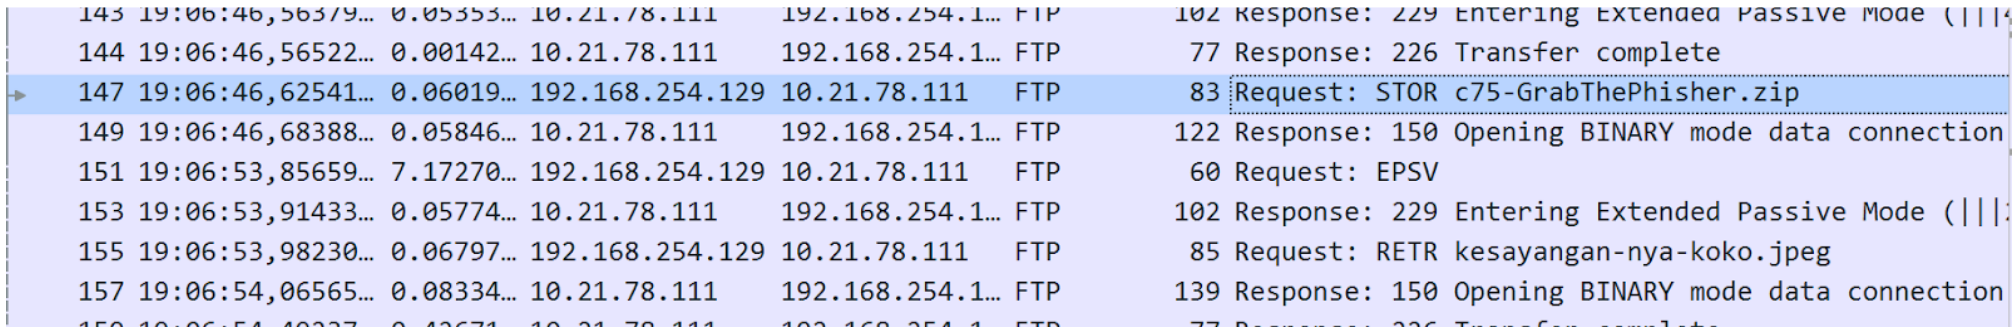 143 19:06:46,56379… 0.05353… 10.21.78.111 192.168.254.1… FTP 102 Response: 229 Entering Extended Passive Mode (|||
144 19:06:46,56522… 0.00142… 10.21.78.111 192.168.254.1… FTP 77 Response: 226 Transfer complete
147 19:06:46,62541… 0.06019… 192.168.254.129 10.21.78.111 FTP 83 Request: STOR c75-GrabThePhisher.zip
149 19:06:46,68388… 0.05846… 10.21.78.111 192.168.254.1… FTP 122 Response: 150 Opening BINARY mode data connection
151 19:06:53,85659… 7.17270… 192.168.254.129 10.21.78.111 FTP 60 Request: EPSV
153 19:06:53,91433… 0.05774… 10.21.78.111 192.168.254.1… FTP 102 Response: 229 Entering Extended Passive Mode (|||
155 19:06:53,98230… 0.06797… 192.168.254.129 10.21.78.111 FTP 85 Request: RETR kesayangan-nya-koko.jpeg
157 19:06:54,06565… 0.08334… 10.21.78.111 192.168.254.1… FTP 139 Response: 150 Opening BINARY mode data connection